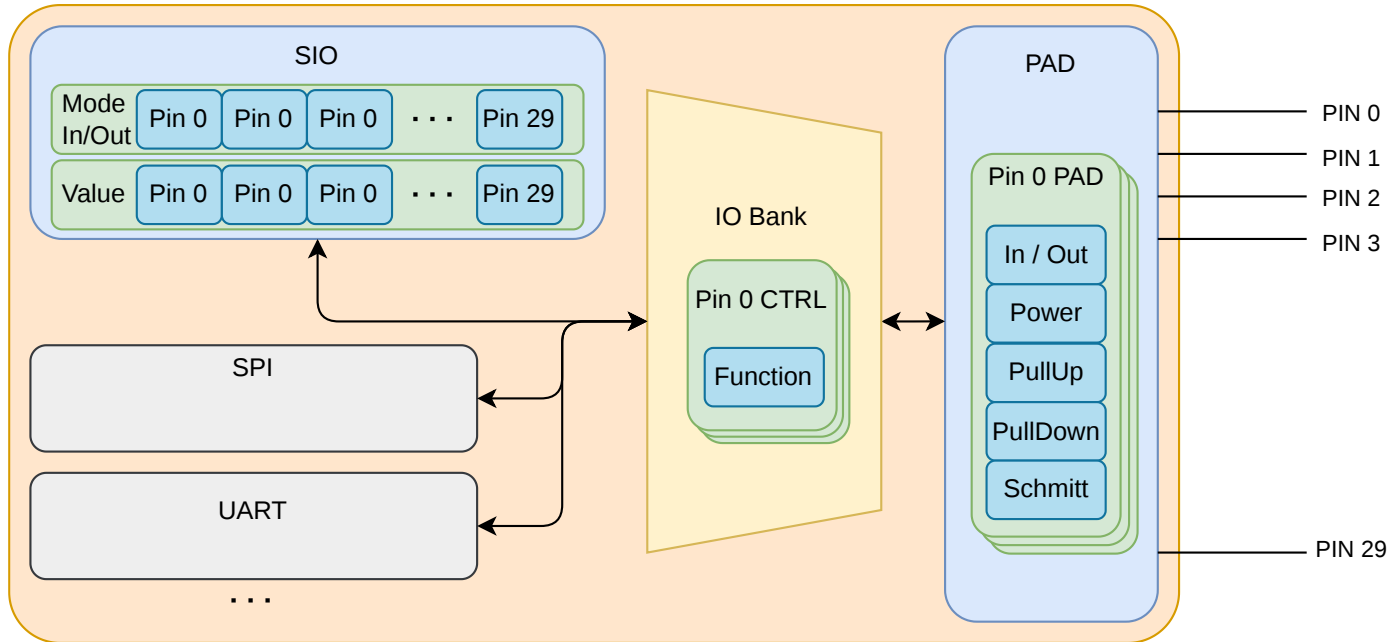 SIO
Mode
In/Out
Pin 0 Pin 0 Pin 0 · · · Pin 29
Value Pin 0 Pin 0 Pin 0 · · · Pin 29
SPI
UART
· · ·
IO Bank
Pin 0 CTRL
Function
PAD
Pin 0 PAD
In / Out
Power
PullUp
PullDown
Schmitt
PIN 0
PIN 1
PIN 2
PIN 3
PIN 29